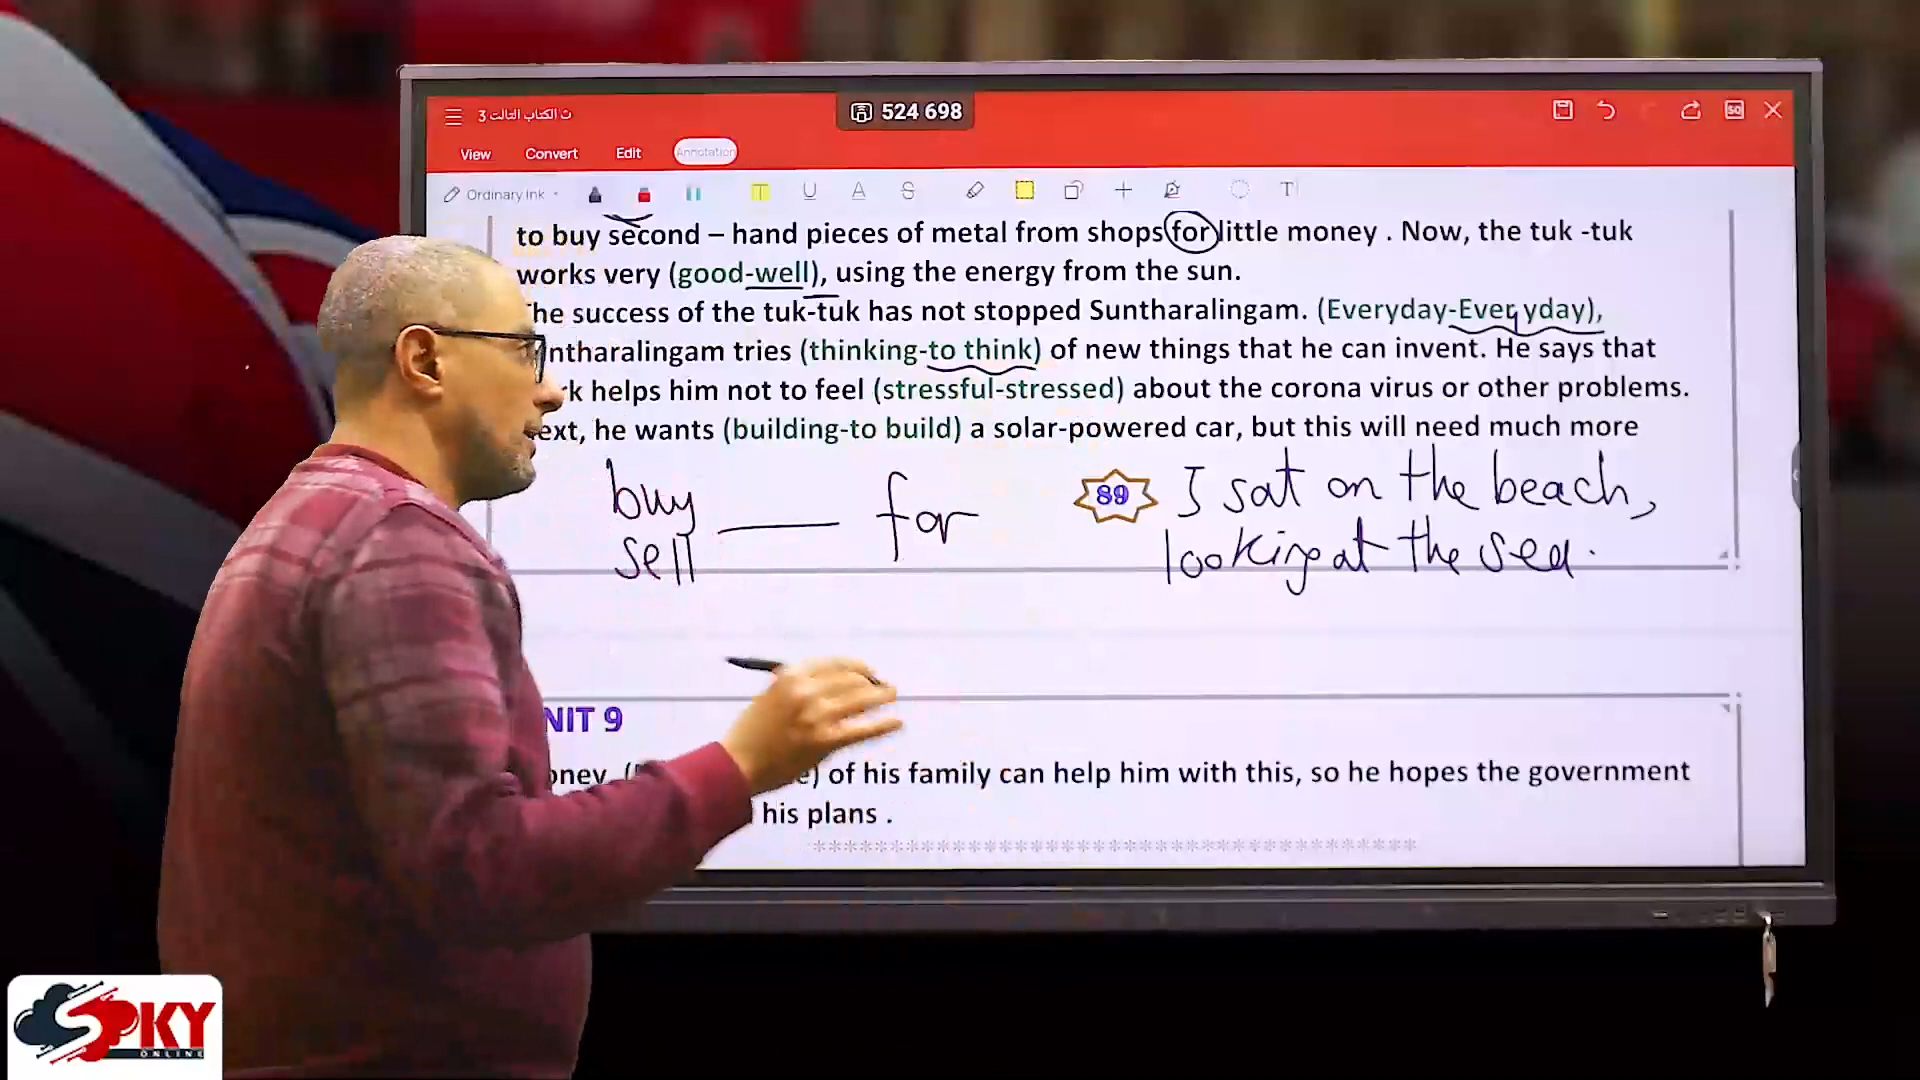 3 ث الكتاب التالت
524 698
View Convert Edit Annotation
Ordinary ink
to buy second – hand pieces of metal from shops for little money . Now, the tuk -tuk
works very (good-well), using the energy from the sun.
he success of the tuk-tuk has not stopped Suntharalingam. (Everyday-Every day),
ntharalingam tries (thinking-to think) of new things that he can invent. He says that
rk helps him not to feel (stressful-stressed) about the corona virus or other problems.
ext, he wants (building-to build) a solar-powered car, but this will need much more
buy
sell
for
89
I sat on the beach,
looking at the sea.
NIT 9
oney of his family can help him with this, so he hopes the government
his plans .
******************************************
SKY
ONLINE